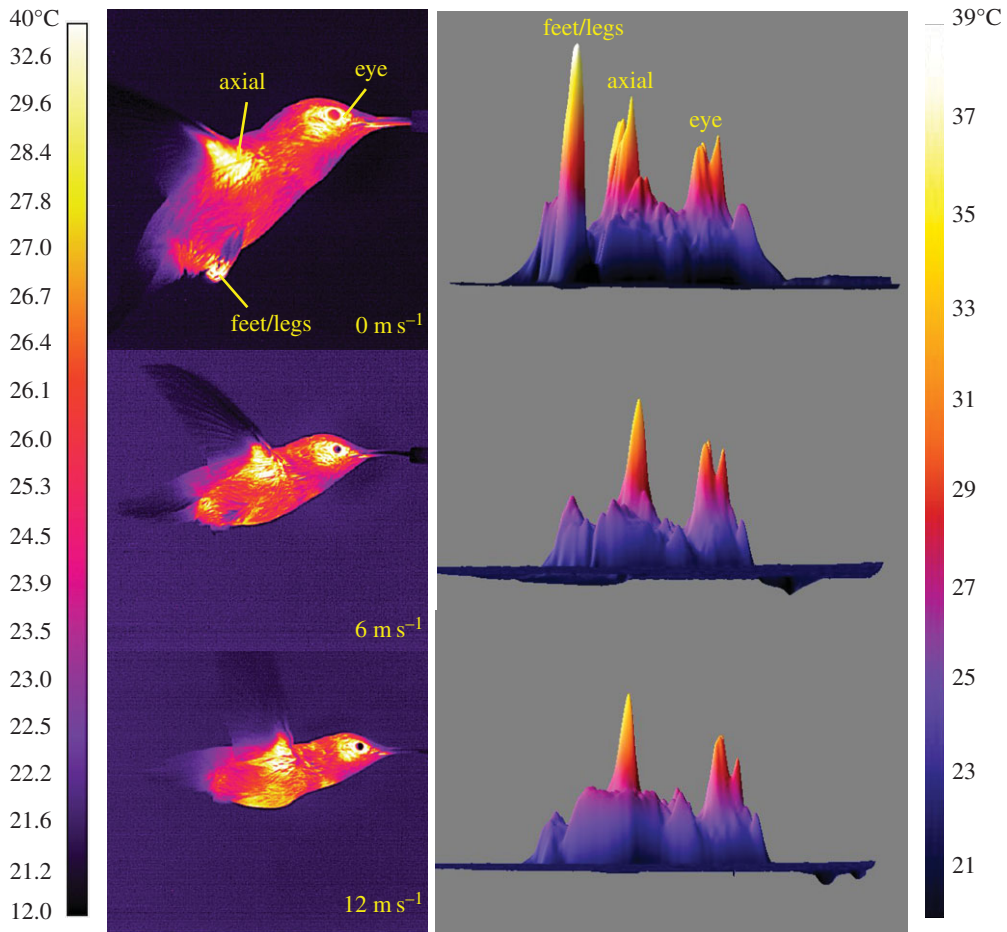 40°C
32.6
29.6
28.4
27.8
27.0
26.7
26.4
26.1
26.0
25.3
24.5
23.9
23.5
23.0
22.5
22.2
21.6
21.2
12.0
axial
eye
feet/legs
0 m s⁻¹
6 m s⁻¹
12 m s⁻¹
feet/legs
axial
eye
39°C
37
35
33
31
29
27
25
23
21